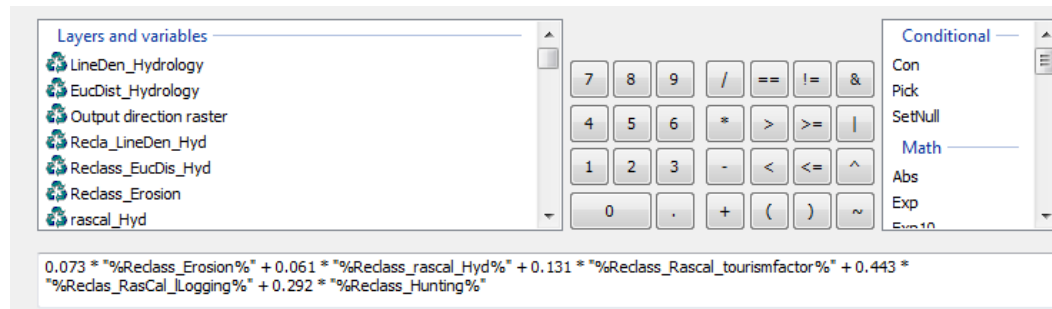 Layers and variables
LineDen_Hydrology
EucDist_Hydrology
Output direction raster
Recla_LineDen_Hyd
Reclass_EucDis_Hyd
Reclass_Erosion
rascal_Hyd
7 8 9 / == != &
4 5 6 * > >= |
1 2 3 - < <= ^
0 . + ( ) ~
Conditional
Con
Pick
SetNull
Math
Abs
Exp
Exp10
0.073 * "%Reclass_Erosion%" + 0.061 * "%Reclass_rascal_Hyd%" + 0.131 * "%Reclass_Rascal_tourismfactor%" + 0.443 *
"%Reclas_RasCal_lLogging%" + 0.292 * "%Reclass_Hunting%"